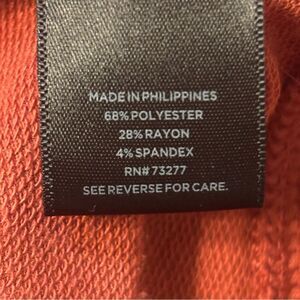 MADE IN PHILIPPINES
68% POLYESTER
28% RAYON
4% SPANDEX
RN# 73277
SEE REVERSE FOR CARE.